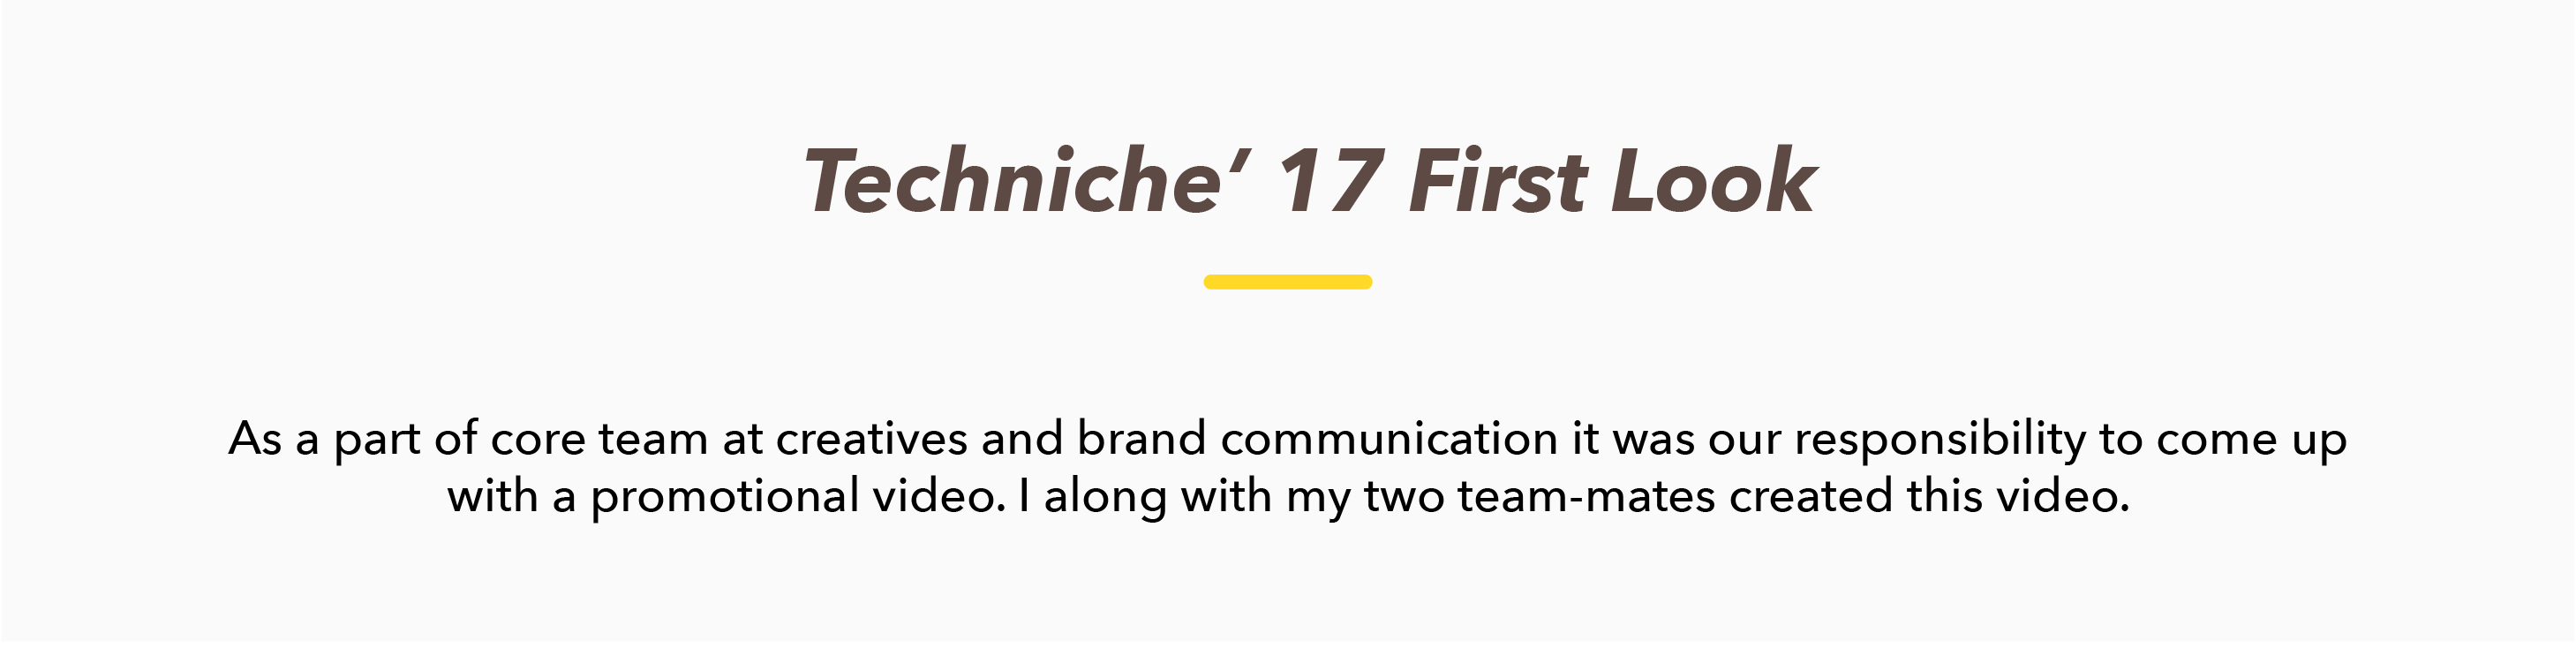 Techniche’ 17 First Look
As a part of core team at creatives and brand communication it was our responsibility to come up
with a promotional video. I along with my two team-mates created this video.